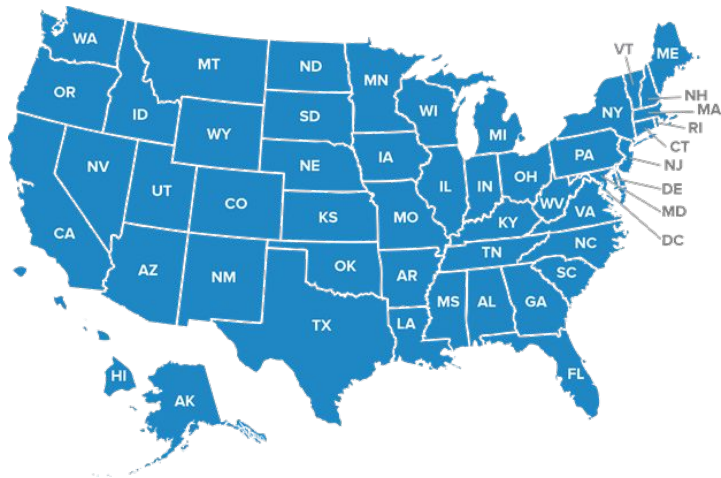 WA
MT
ND
MN
VT
ME
OR
ID
SD
WI
MI
NY
NH
MA
RI
CT
WY
NE
IA
PA
NJ
NV
UT
CO
KS
MO
IL
IN
OH
WV
VA
DE
MD
DC
CA
KY
AZ
NM
OK
AR
TN
NC
SC
TX
LA
MS
AL
GA
HI
AK
FL